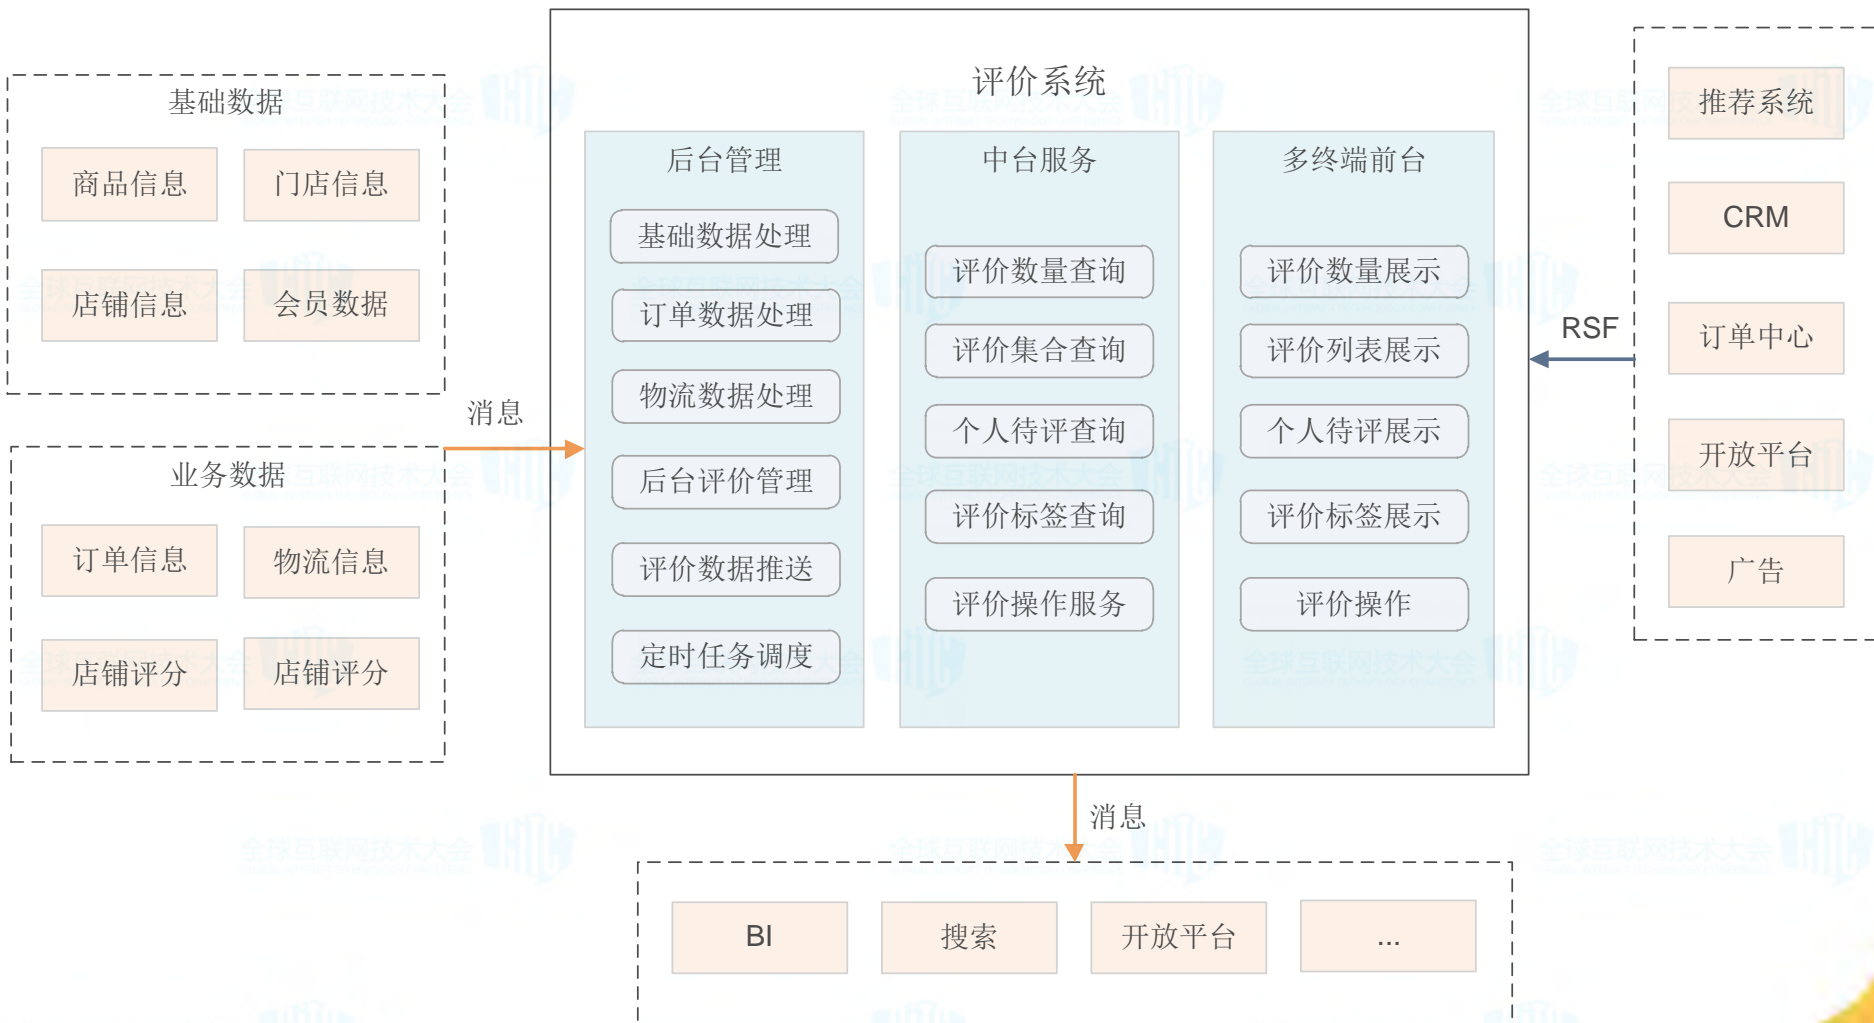 评价系统
基础数据
商品信息
门店信息
店铺信息
会员数据
业务数据
订单信息
物流信息
店铺评分
店铺评分
消息
后台管理
基础数据处理
订单数据处理
物流数据处理
后台评价管理
评价数据推送
定时任务调度
中台服务
评价数量查询
评价集合查询
个人待评查询
评价标签查询
评价操作服务
多终端前台
评价数量展示
评价列表展示
个人待评展示
评价标签展示
评价操作
RSF
推荐系统
CRM
订单中心
开放平台
广告
消息
BI
搜索
开放平台
...
全球互联网技术大会